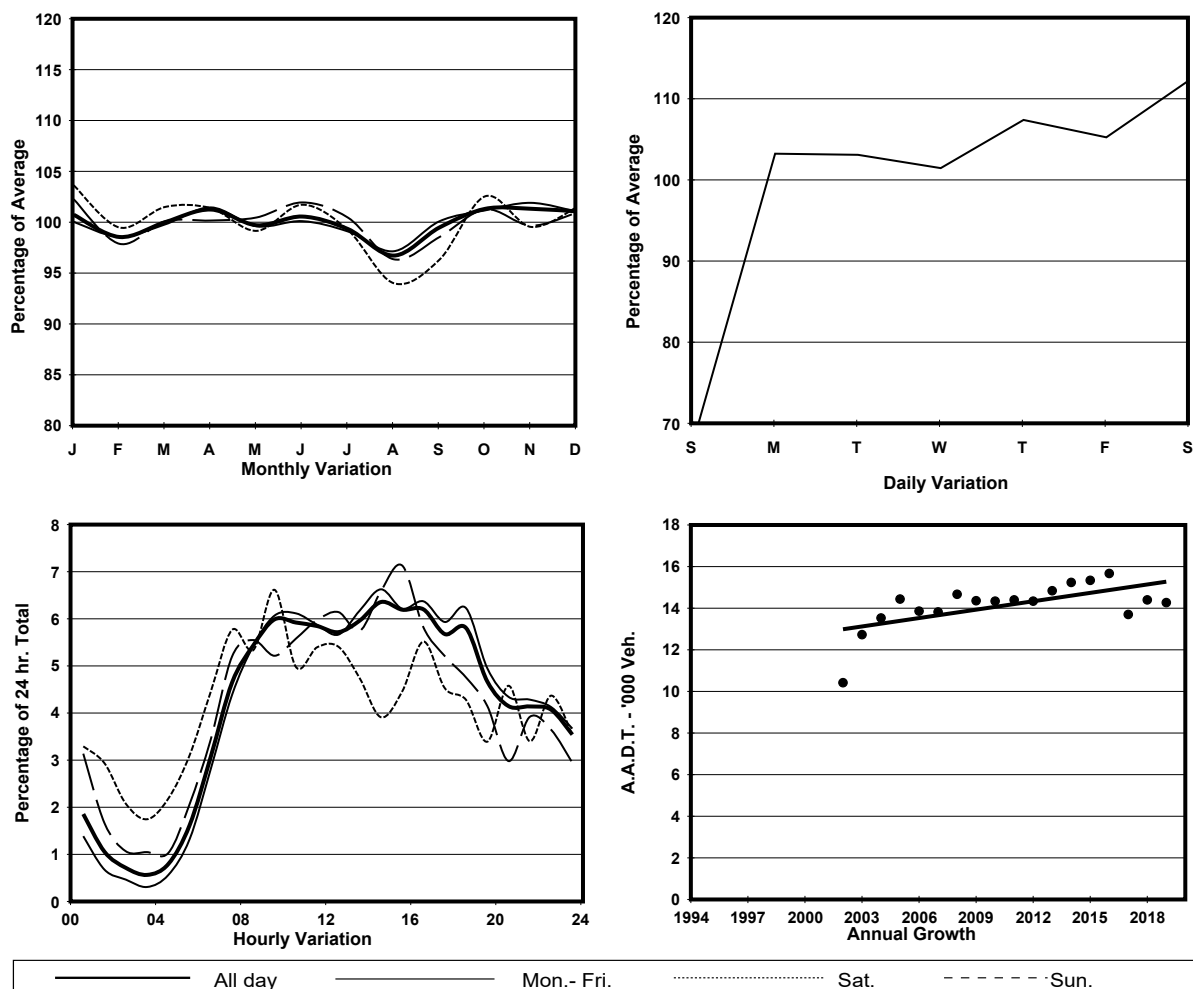 120
115
110
105
100
95
90
85
80
Percentage of Average
J F M A M J J A S O N D
Monthly Variation
120
110
100
90
80
70
Percentage of Average
S M T W T F S
Daily Variation
8
7
6
5
4
3
2
1
0
Percentage of 24 hr. Total
00 04 08 12 16 20 24
Hourly Variation
18
16
14
12
10
8
6
4
2
0
A.A.D.T. - '000 Veh.
1994 1997 2000 2003 2006 2009 2012 2015 2018
Annual Growth
All day Mon.- Fri. Sat. Sun.